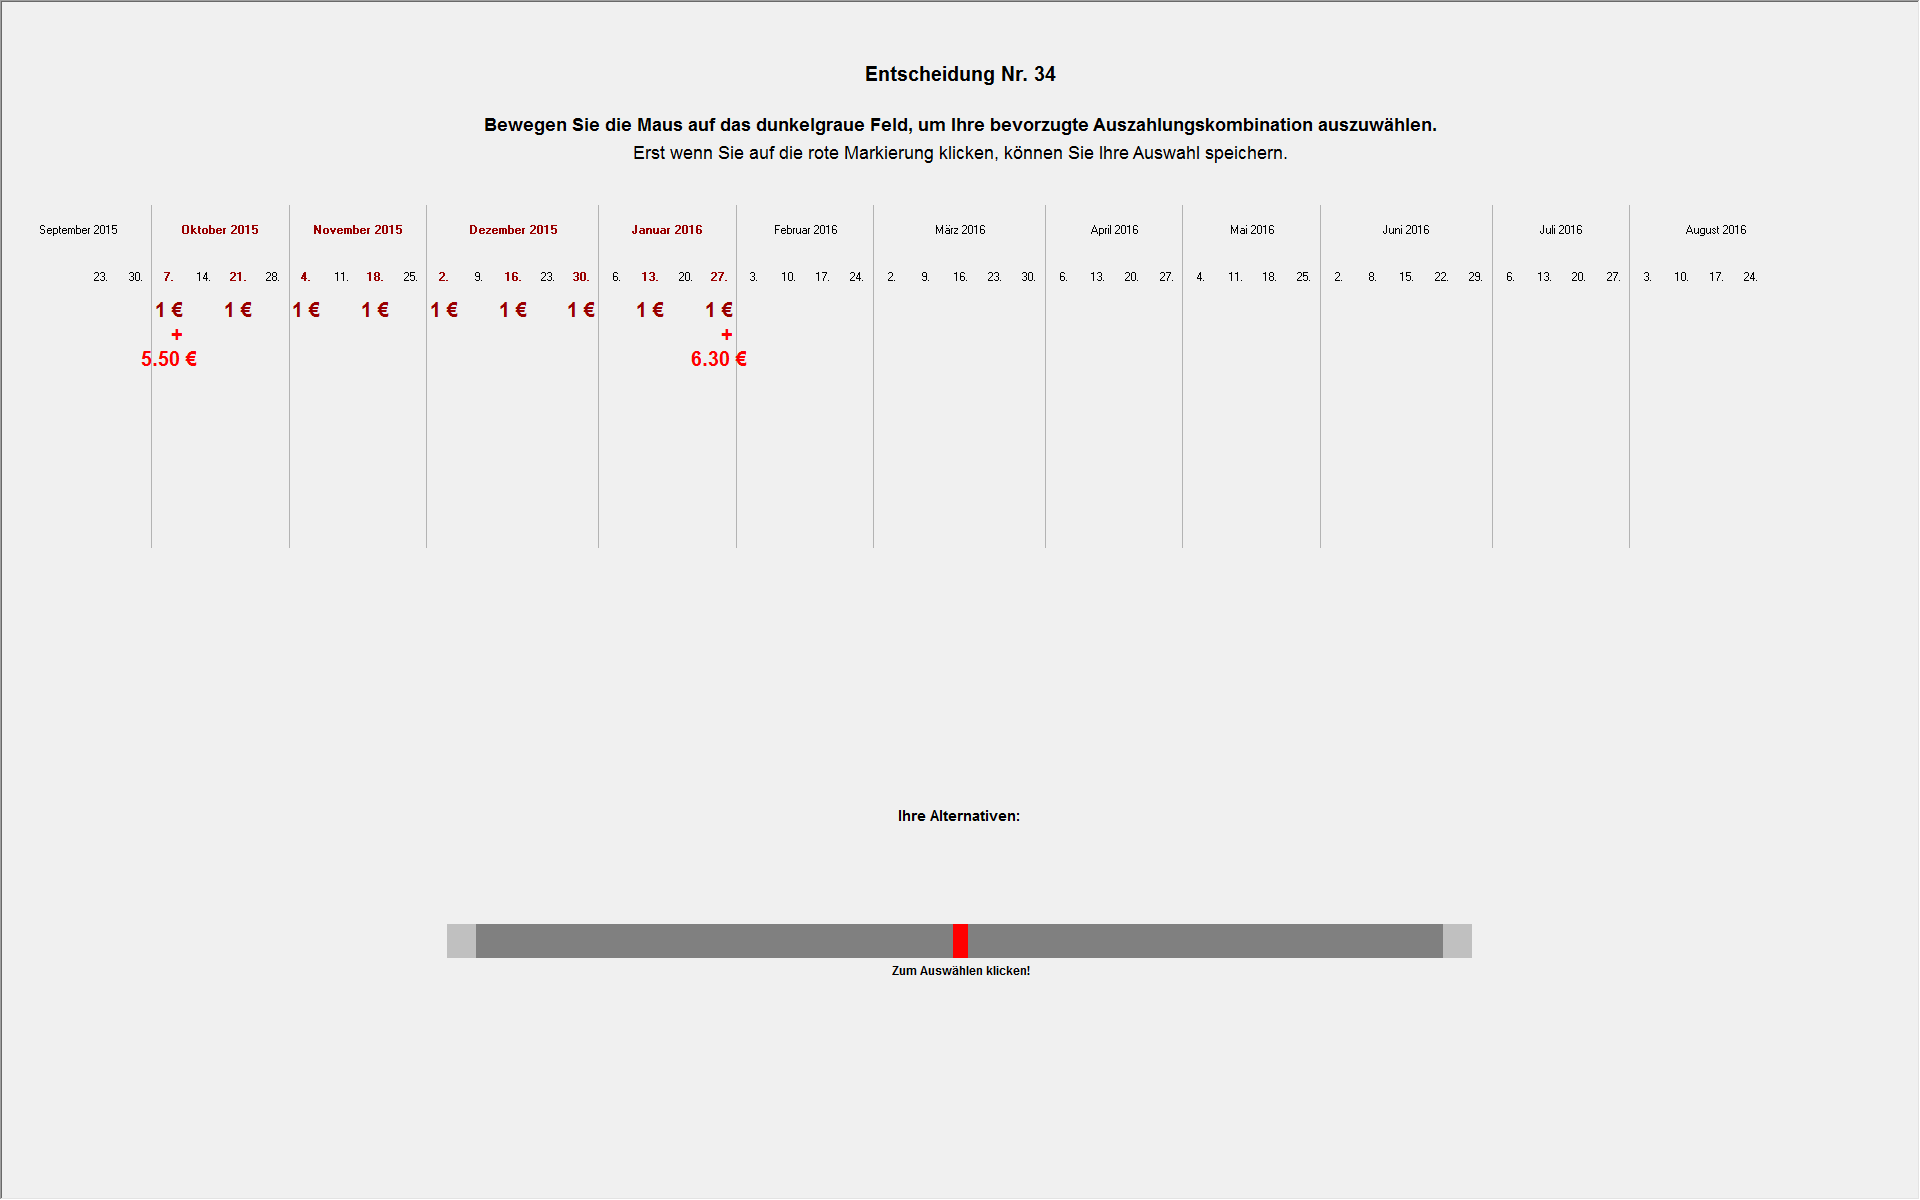 Entscheidung Nr. 34
Bewegen Sie die Maus auf das dunkelgraue Feld, um Ihre bevorzugte Auszahlungskombination auszuwählen.
Erst wenn Sie auf die rote Markierung klicken, können Sie Ihre Auswahl speichern.
September 2015 Oktober 2015 November 2015 Dezember 2015 Januar 2016 Februar 2016 März 2016 April 2016 Mai 2016 Juni 2016 Juli 2016 August 2016
23. 30. 7. 14. 21. 28. 4. 11. 18. 25. 2. 9. 16. 23. 30. 6. 13. 20. 27. 3. 10. 17. 24. 2. 9. 16. 23. 30. 6. 13. 20. 27. 4. 11. 18. 25. 2. 8. 15. 22. 29. 6. 13. 20. 27. 3. 10. 17. 24.
1 € 1 € 1 € 1 € 1 € 1 € 1 € 1 € 1 €
+ +
5.50 € 6.30 €
Ihre Alternativen:
Zum Auswählen klicken!